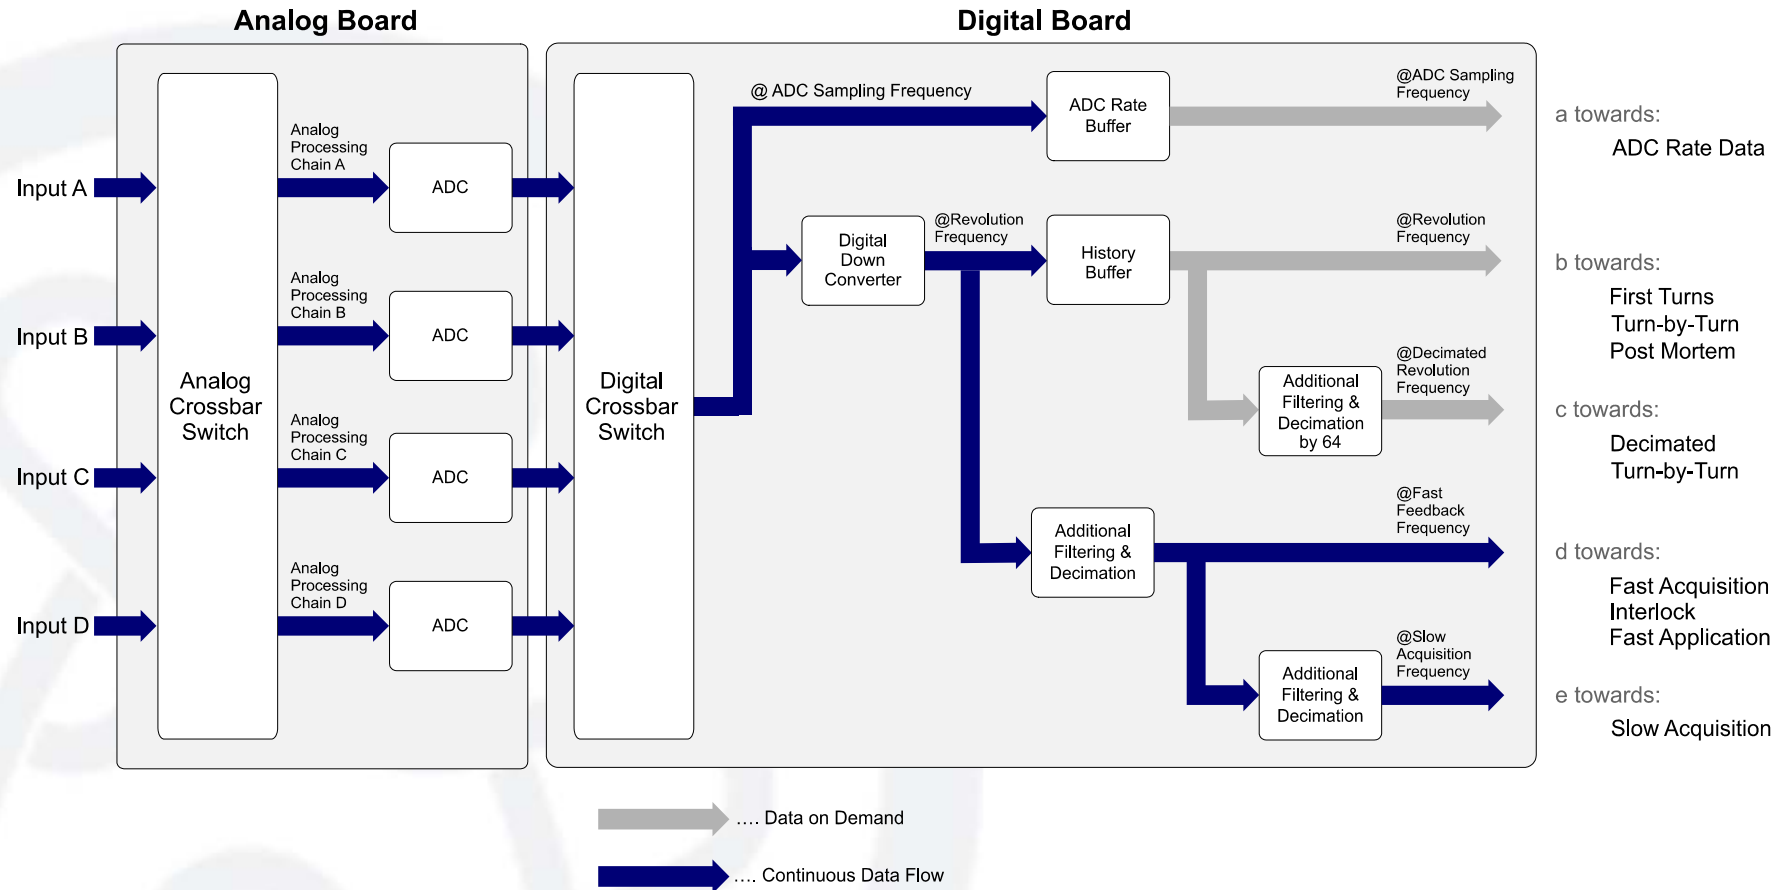 Analog Board
Digital Board
Input A
Input B
Input C
Input D
Analog
Crossbar
Switch
Analog
Processing
Chain A
ADC
Analog
Processing
Chain B
ADC
Analog
Processing
Chain C
ADC
Analog
Processing
Chain D
ADC
Digital
Crossbar
Switch
@ ADC Sampling Frequency
ADC Rate
Buffer
@ADC Sampling
Frequency
Digital
Down
Converter
@Revolution
Frequency
History
Buffer
@Revolution
Frequency
Additional
Filtering &
Decimation
by 64
@Decimated
Revolution
Frequency
Additional
Filtering &
Decimation
@Fast
Feedback
Frequency
Additional
Filtering &
Decimation
@Slow
Acquisition
Frequency
a towards:
ADC Rate Data
b towards:
First Turns
Turn-by-Turn
Post Mortem
c towards:
Decimated
Turn-by-Turn
d towards:
Fast Acquisition
Interlock
Fast Application
e towards:
Slow Acquisition
.... Data on Demand
.... Continuous Data Flow